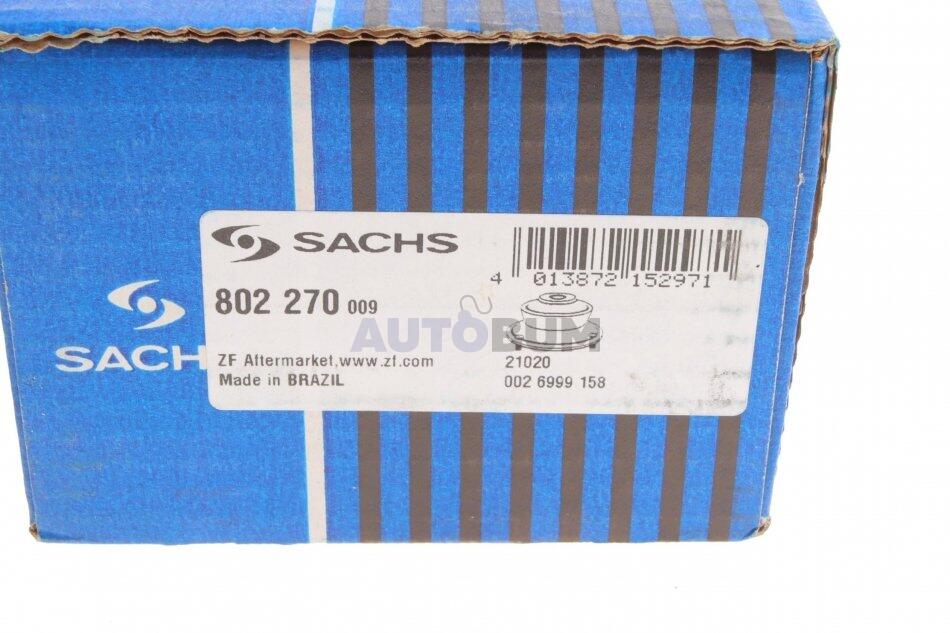 SACHS
SACHS
4 013872 152971
802 270 009
AUTOBUM
ZF Aftermarket,www.zf.com
Made in BRAZIL
21020
002 6999 158